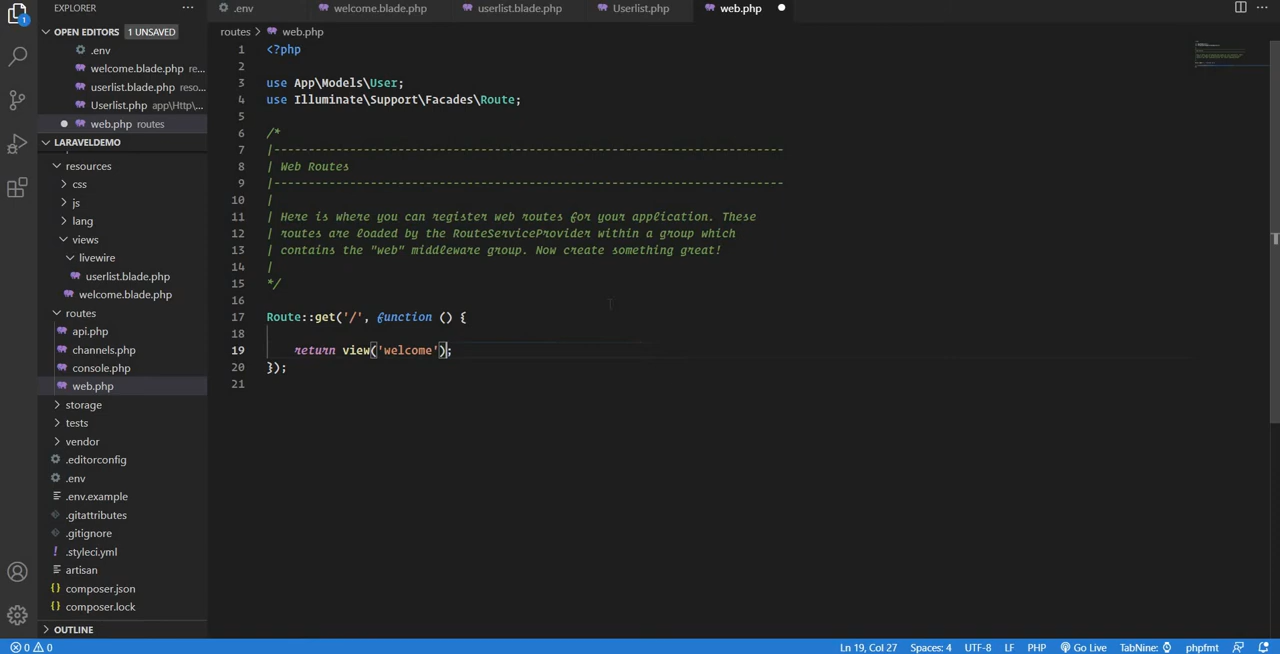 EXPLORER ···
OPEN EDITORS 1 UNSAVED
.env
welcome.blade.php re...
userlist.blade.php reso...
Userlist.php app\Http\...
web.php routes
LARAVELDEMO
resources
css
js
lang
views
livewire
userlist.blade.php
welcome.blade.php
routes
api.php
channels.php
console.php
web.php
storage
tests
vendor
.editorconfig
.env
.env.example
.gitattributes
.gitignore
.styleci.yml
artisan
composer.json
composer.lock
OUTLINE
.env welcome.blade.php userlist.blade.php Userlist.php web.php
routes > web.php
1 <?php
2
3 use App\Models\User;
4 use Illuminate\Support\Facades\Route;
5
6 /*
7 |--------------------------------------------------------------------------
8 | Web Routes
9 |--------------------------------------------------------------------------
10 |
11 | Here is where you can register web routes for your application. These
12 | routes are loaded by the RouteServiceProvider within a group which
13 | contains the "web" middleware group. Now create something great!
14 |
15 */
16
17 Route::get('/', function () {
18
19 return view('welcome');
20 });
21
1
0 0 Ln 19, Col 27 Spaces: 4 UTF-8 LF PHP Go Live TabNine: phpfmt